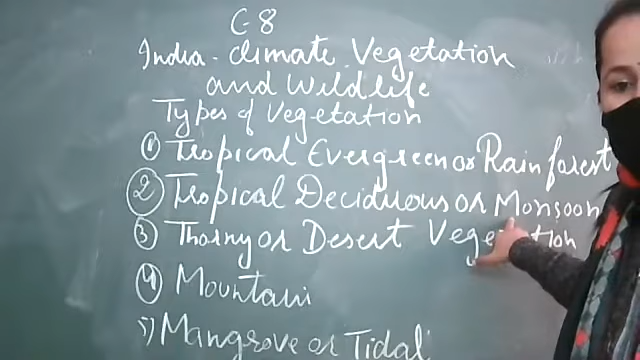 C-8
India - climate Vegetation
and Wildlife
Types of Vegetation
① Tropical Evergreen or Rain forest
② Tropical Deciduous or Monsoon
③ Thorny or Desert Vegetation
④ Mountain
5) Mangrove or Tidal